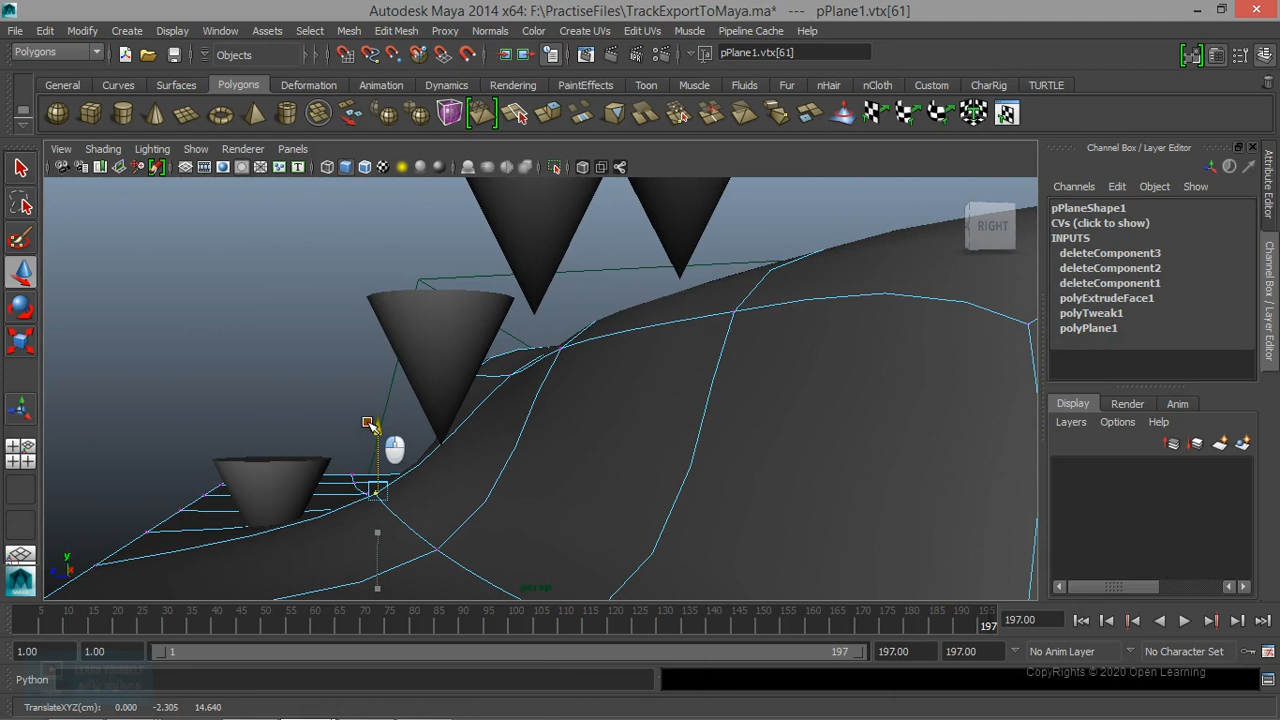 Autodesk Maya 2014 x64: F:\PractiseFiles\TrackExportToMaya.ma* --- pPlane1.vtx[61]
File Edit Modify Create Display Window Assets Select Mesh Edit Mesh Proxy Normals Color Create UVs Edit UVs Muscle Pipeline Cache Help
Polygons Objects pPlane1.vtx[61]
General Curves Surfaces Polygons Deformation Animation Dynamics Rendering PaintEffects Toon Muscle Fluids Fur nHair nCloth Custom CharRig TURTLE
View Shading Lighting Show Renderer Panels
Channel Box / Layer Editor
Channels Edit Object Show
pPlaneShape1
CVs (click to show)
INPUTS
deleteComponent3
deleteComponent2
deleteComponent1
polyExtrudeFace1
polyTweak1
polyPlane1
RIGHT
Attribute Editor
Channel Box / Layer Editor
Display Render Anim
Layers Options Help
y
persp
5 10 15 20 25 30 35 40 45 50 55 60 65 70 75 80 85 90 95 100 105 110 115 120 125 130 135 140 145 150 155 160 165 170 175 180 185 190 195
197 197.00
1.00 1.00 1 197 197.00 197.00 No Anim Layer No Character Set
Python
CopyRights © 2020 Open Learning
TranslateXYZ(cm): 0.000 -2.305 14.640